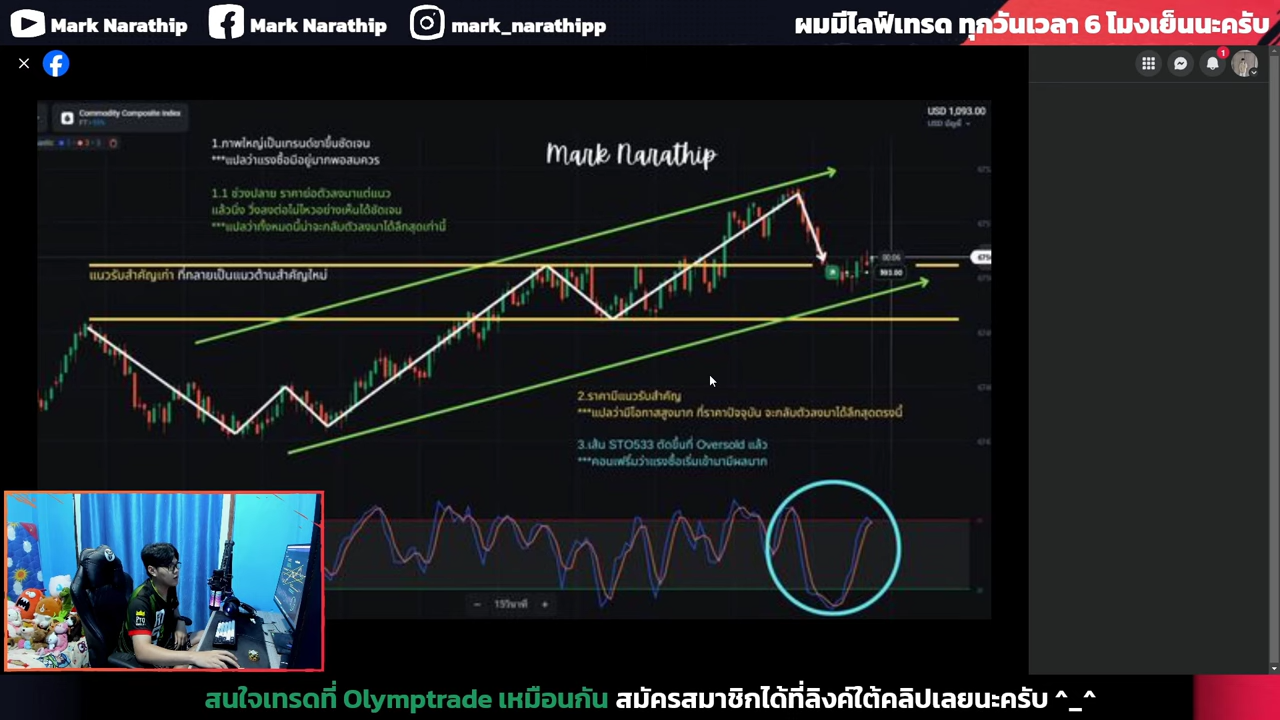 Mark Narathip
Mark Narathip
mark_narathipp
ผมมีไลฟ์เทรด ทุกวันเวลา 6 โมงเย็นนะครับ
1
Commodity Composite Index
USD 1,093.00
USD บัญชี
Mark Narathip
1.ภาพใหญ่เป็นเทรนด์ขาขึ้นชัดเจน
***แปลว่าแรงซื้อมีอยู่มากพอสมควร
1.1 ช่วงปลาย ราคาย่อตัวลงมาแต่แนว
แล้วนิ่ง วิ่งลงต่อไม่ไหวอย่างเห็นได้ชัดเจน
***แปลว่าทั้งหมดนี้น่าจะกลับตัวลงมาได้ลึกสุดเท่านี้
แนวรับสำคัญเก่า ที่กลายเป็นแนวต้านสำคัญใหม่
00:06
993.00
2.ราคามีแนวรับสำคัญ
***แปลว่ามีโอกาสสูงมาก ที่ราคาปัจจุบัน จะกลับตัวลงมาได้ลึกสุดตรงนี้
3.เส้น STO533 ตัดขึ้นที่ Oversold แล้ว
***คอนเฟิร์มว่าแรงซื้อเริ่มเข้ามามีผลมาก
15วินาที
สนใจเทรดที่ Olymptrade เหมือนกัน สมัครสมาชิกได้ที่ลิงค์ใต้คลิปเลยนะครับ ^_^